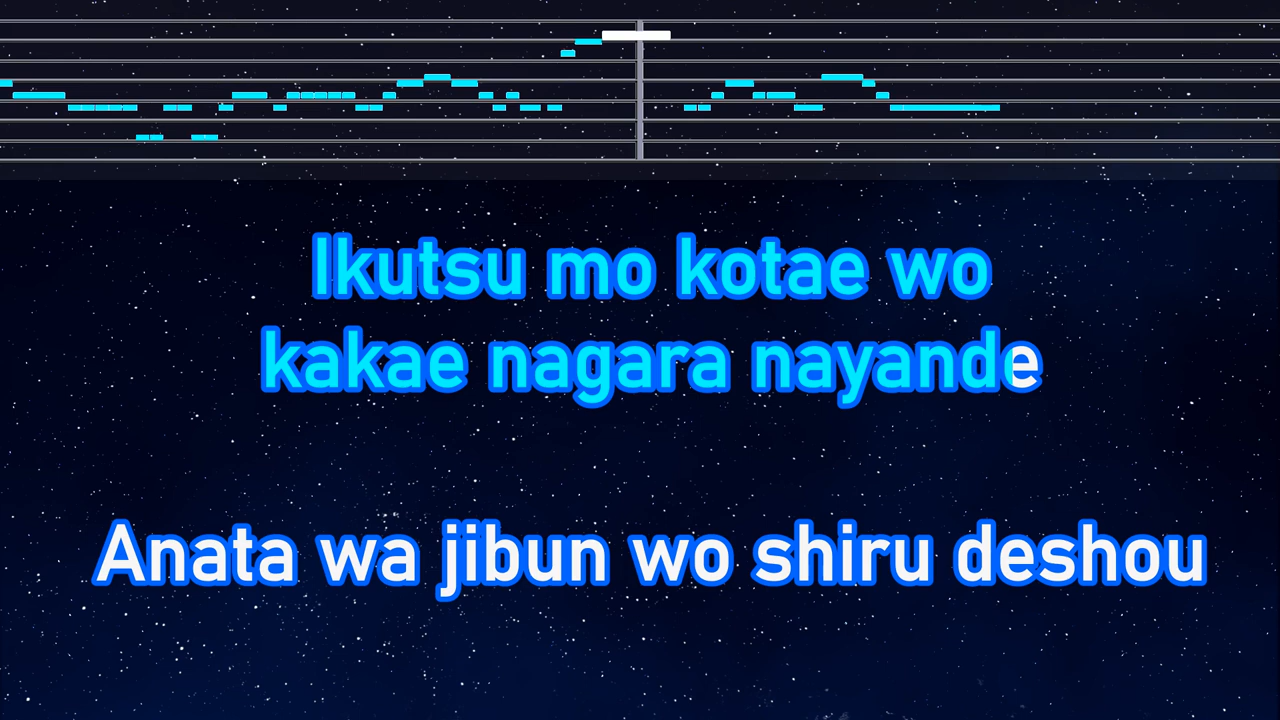 Ikutsu mo kotae wo
kakae nagara nayande
Anata wa jibun wo shiru deshou